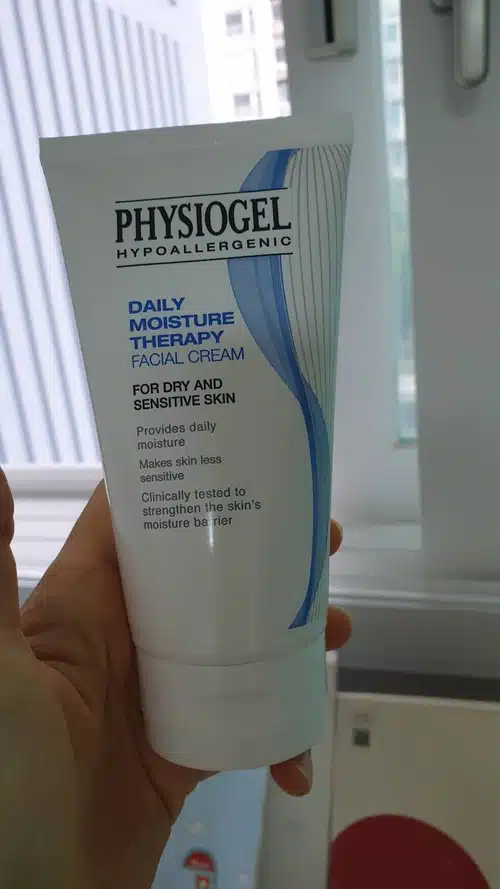 PHYSIOGEL
HYPOALLERGENIC
DAILY
MOISTURE
THERAPY
FACIAL CREAM
FOR DRY AND
SENSITIVE SKIN
Provides daily
moisture
Makes skin less
sensitive
Clinically tested to
strengthen the skin's
moisture barrier